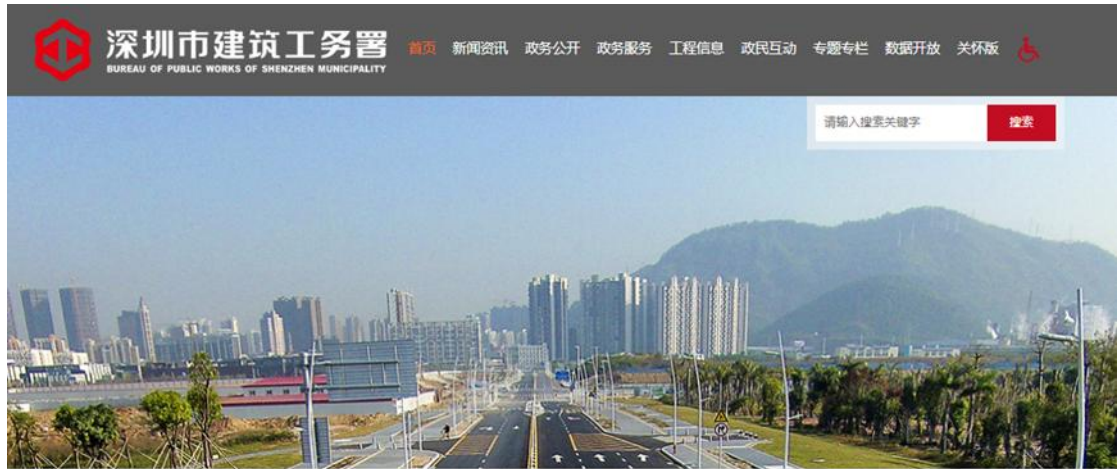 深圳市建筑工务署
BUREAU OF PUBLIC WORKS OF SHENZHEN MUNICIPALITY
首页 新闻资讯 政务公开 政务服务 工程信息 政民互动 专题专栏 数据开放 关怀版
请输入搜索关键字 搜索